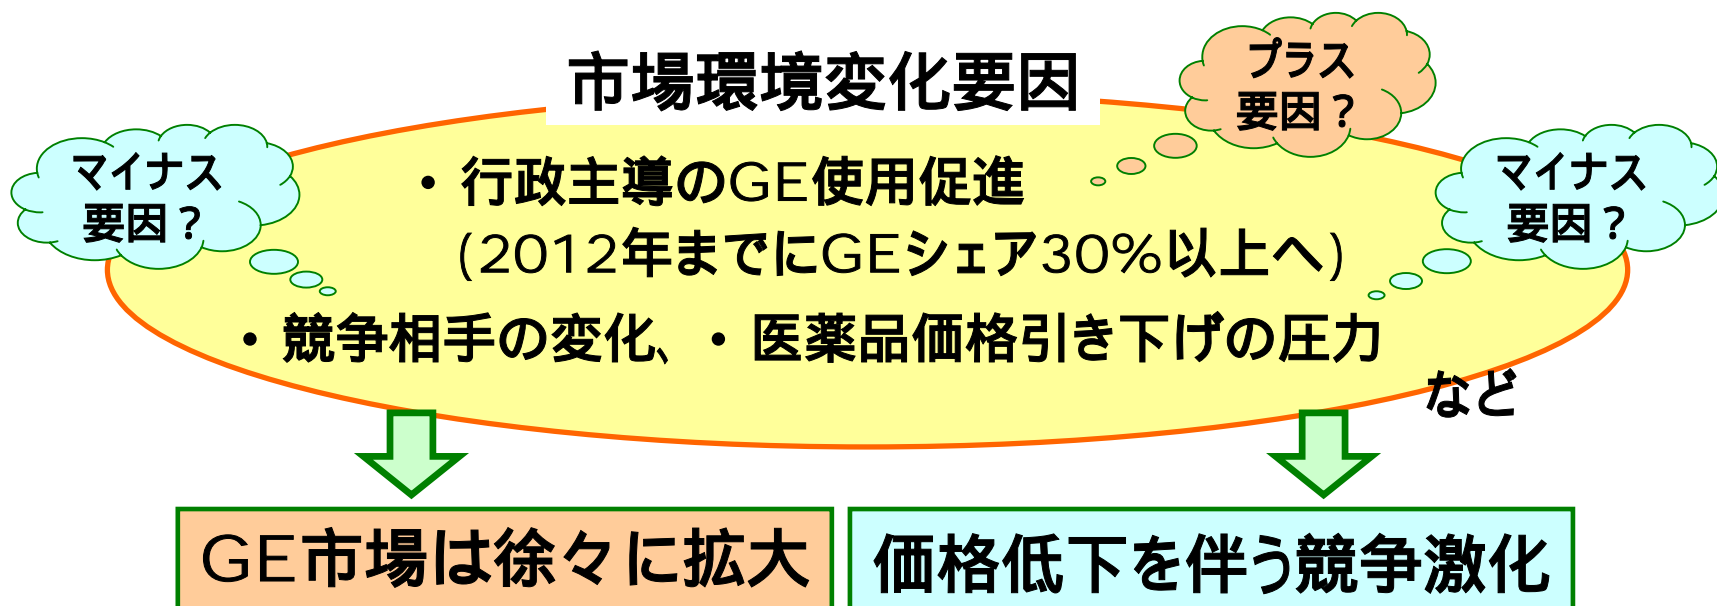 市場環境変化要因
プラス
要因？
マイナス
要因？
マイナス
要因？
・行政主導のGE使用促進
(2012年までにGEシェア30%以上へ)
・競争相手の変化、・医薬品価格引き下げの圧力
など
GE市場は徐々に拡大
価格低下を伴う競争激化